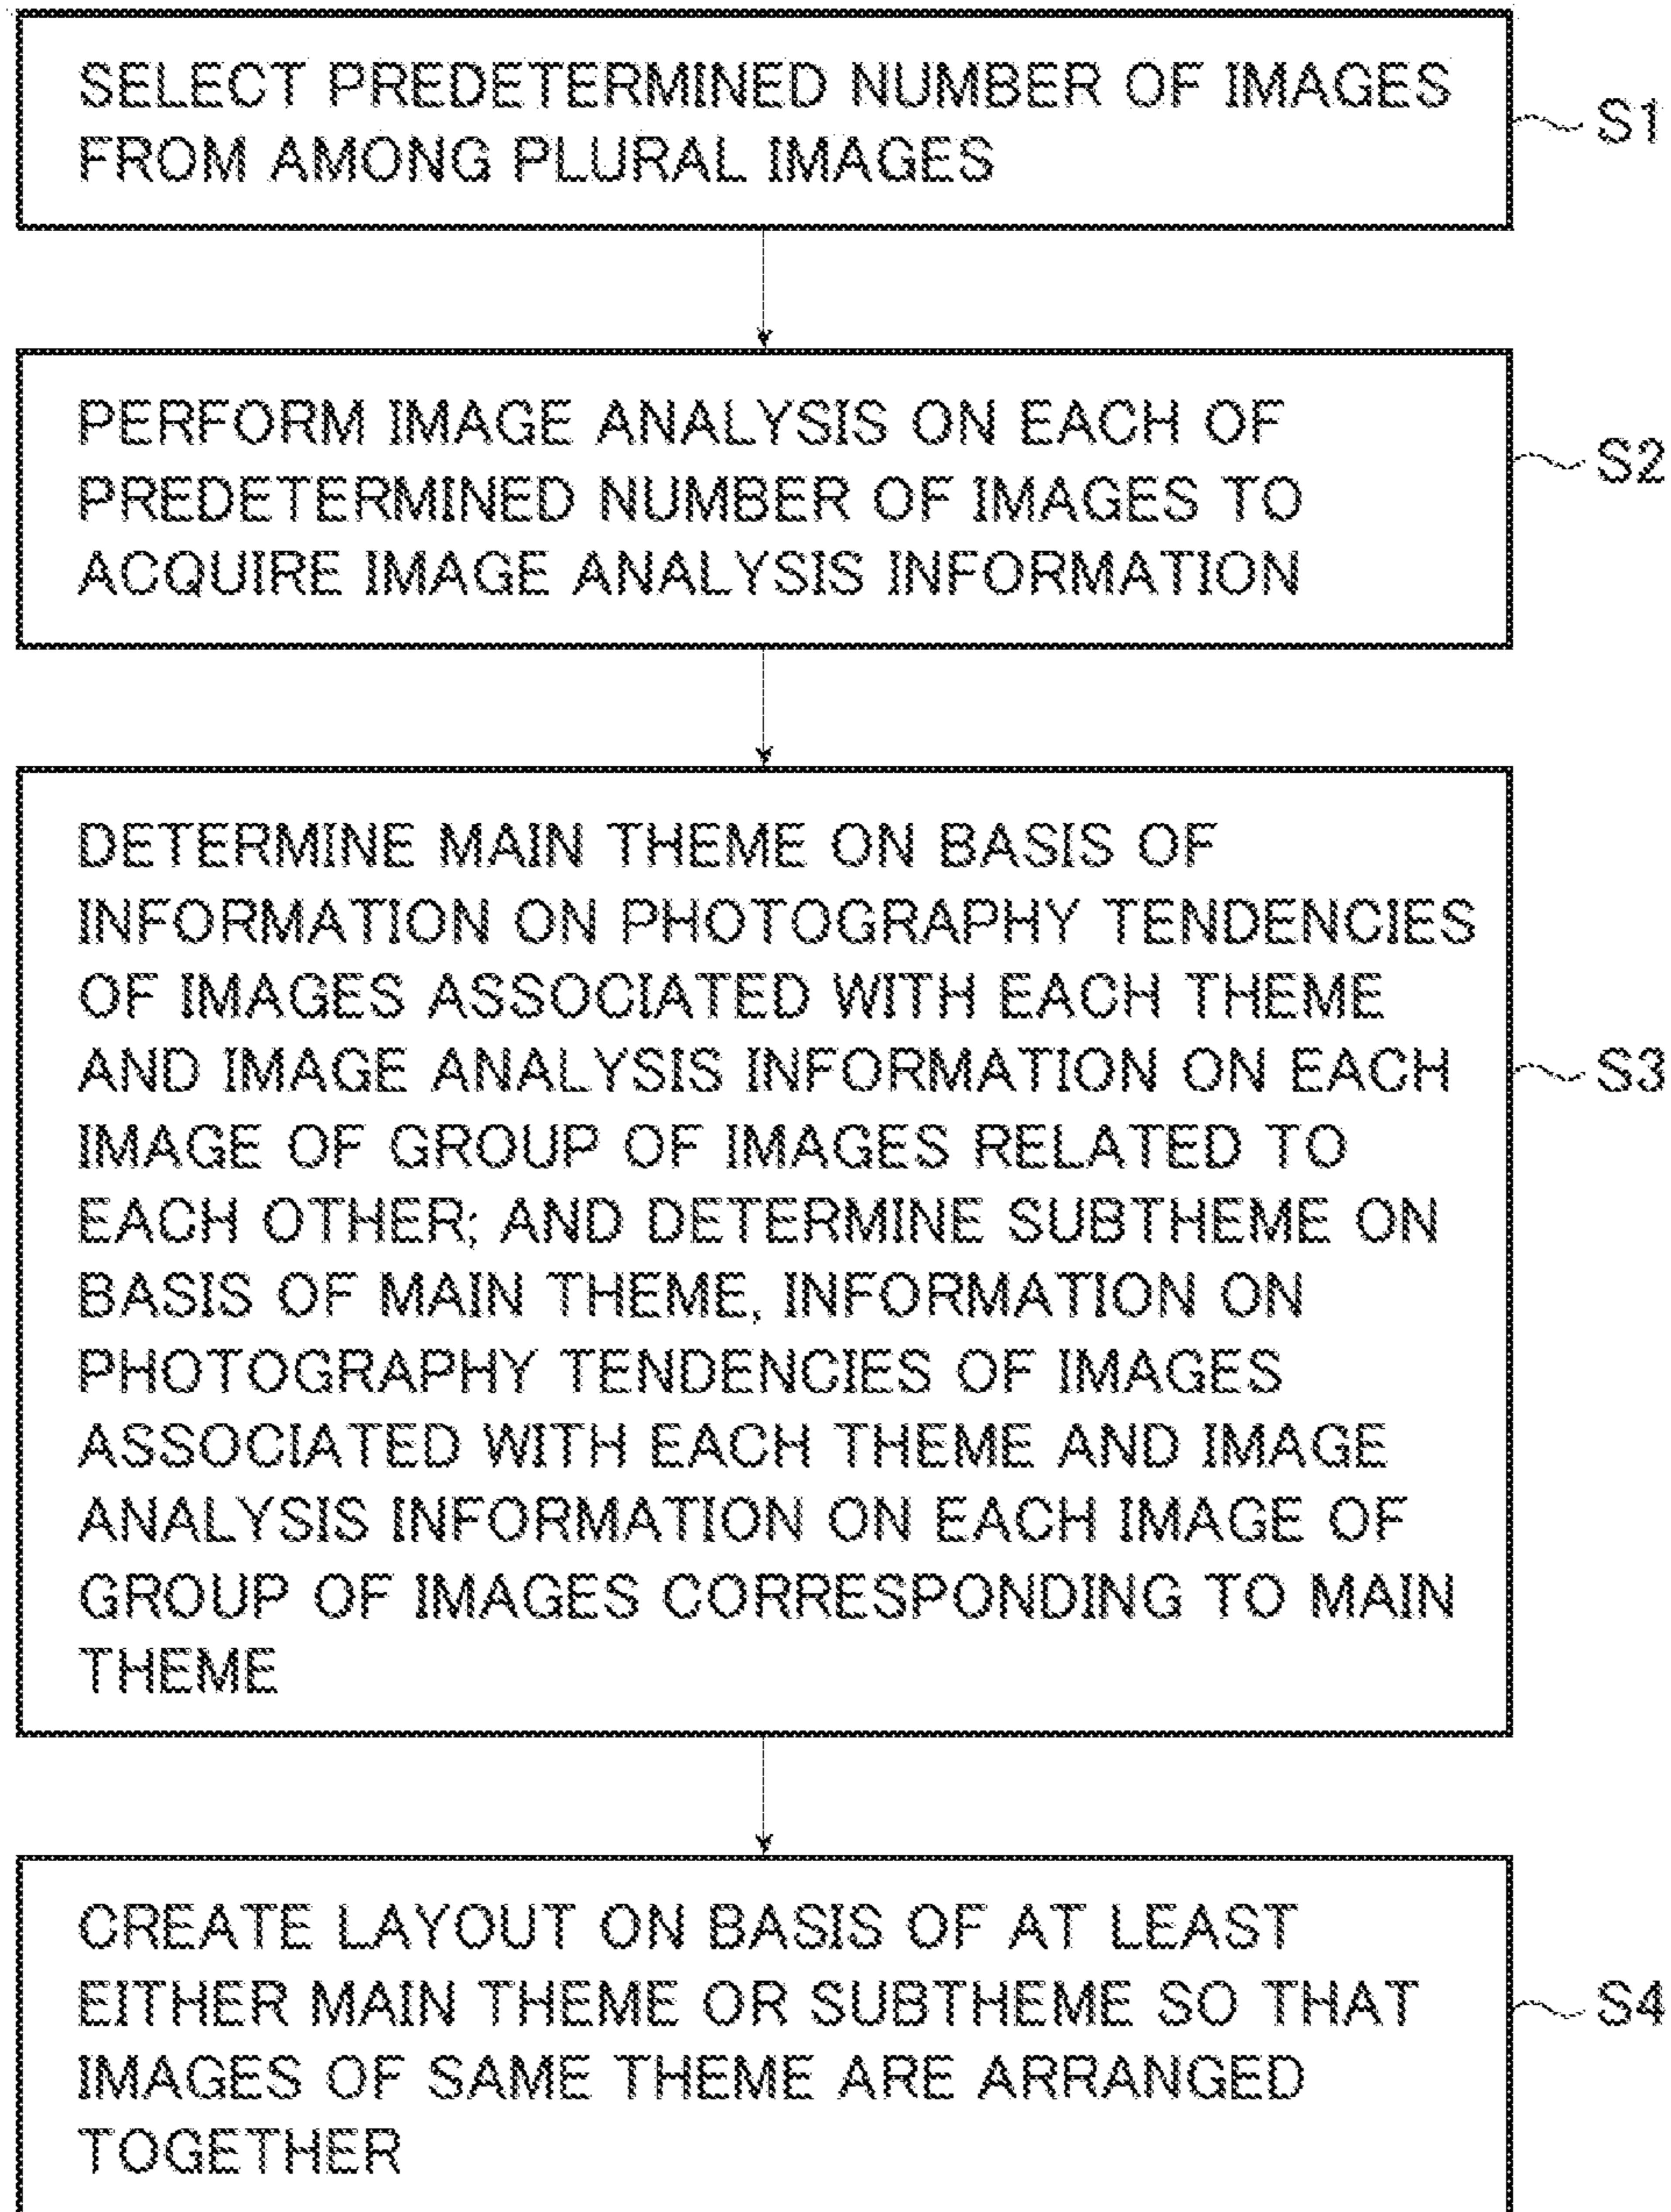 SELECT PREDETERMINED NUMBER OF IMAGES
FROM AMONG PLURAL IMAGES
S1
PERFORM IMAGE ANALYSIS ON EACH OF
PREDETERMINED NUMBER OF IMAGES TO
ACQUIRE IMAGE ANALYSIS INFORMATION
S2
DETERMINE MAIN THEME ON BASIS OF
INFORMATION ON PHOTOGRAPHY TENDENCIES
OF IMAGES ASSOCIATED WITH EACH THEME
AND IMAGE ANALYSIS INFORMATION ON EACH
IMAGE OF GROUP OF IMAGES RELATED TO
EACH OTHER; AND DETERMINE SUBTHEME ON
BASIS OF MAIN THEME, INFORMATION ON
PHOTOGRAPHY TENDENCIES OF IMAGES
ASSOCIATED WITH EACH THEME AND IMAGE
ANALYSIS INFORMATION ON EACH IMAGE OF
GROUP OF IMAGES CORRESPONDING TO MAIN
THEME
S3
CREATE LAYOUT ON BASIS OF AT LEAST
EITHER MAIN THEME OR SUBTHEME SO THAT
IMAGES OF SAME THEME ARE ARRANGED
TOGETHER
S4